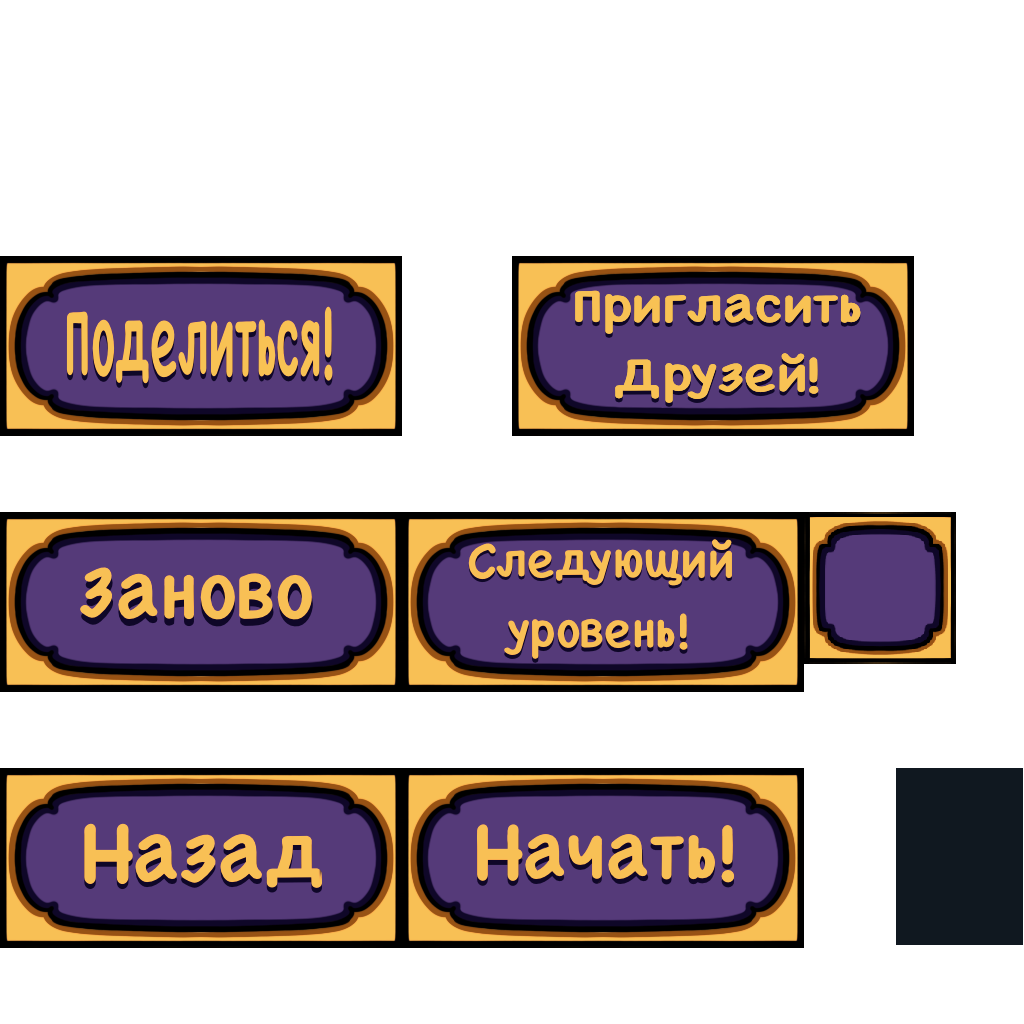 Поделиться!
Пригласить
Друзей!
Заново
Следующий
уровень!
Назад
Начать!